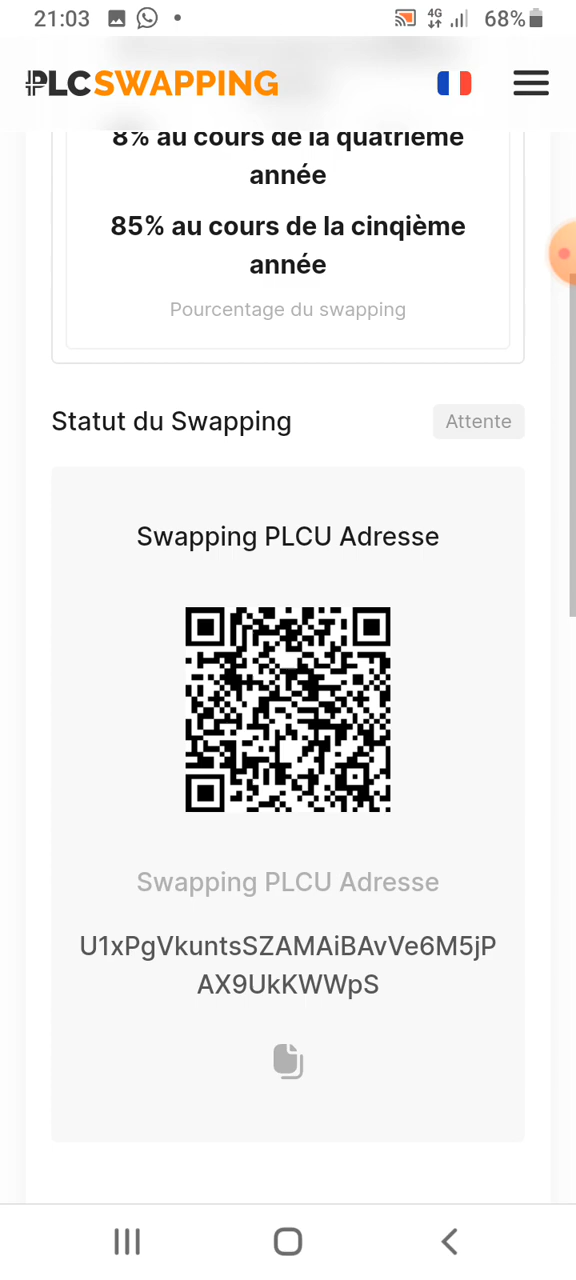 21:03
4G
68%
PLCSWAPPING
8% au cours de la quatrième
année
85% au cours de la cinqième
année
Pourcentage du swapping
Statut du Swapping
Attente
Swapping PLCU Adresse
Swapping PLCU Adresse
U1xPgVkuntsSZAMAiBAvVe6M5jP
AX9UkKWWpS